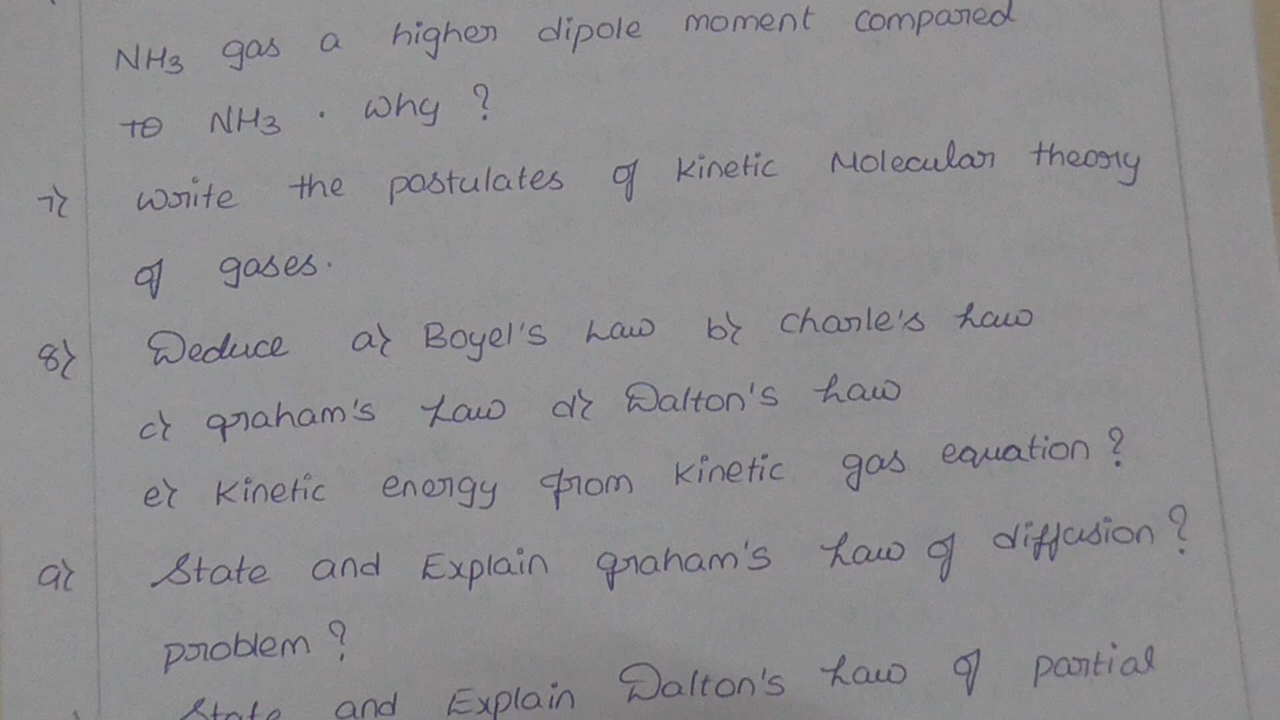 NH3 gas a higher dipole moment compared
to NH3 . Why ?
7) Write the postulates of Kinetic Molecular theory
of gases.
8) Deduce a) Boyel's Law b) Charle's Law
c) graham's Law d) Dalton's Law
e) Kinetic energy from kinetic gas equation ?
9) State and Explain graham's Law of diffusion ?
problem ?
State and Explain Dalton's Law of partial